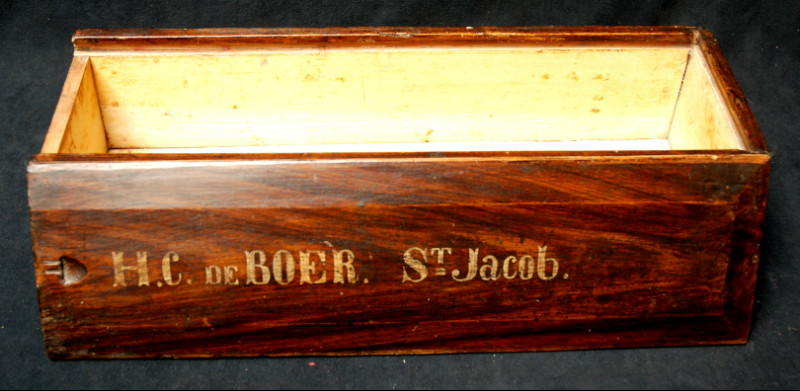 H.C. DE BOER. ST Jacob.